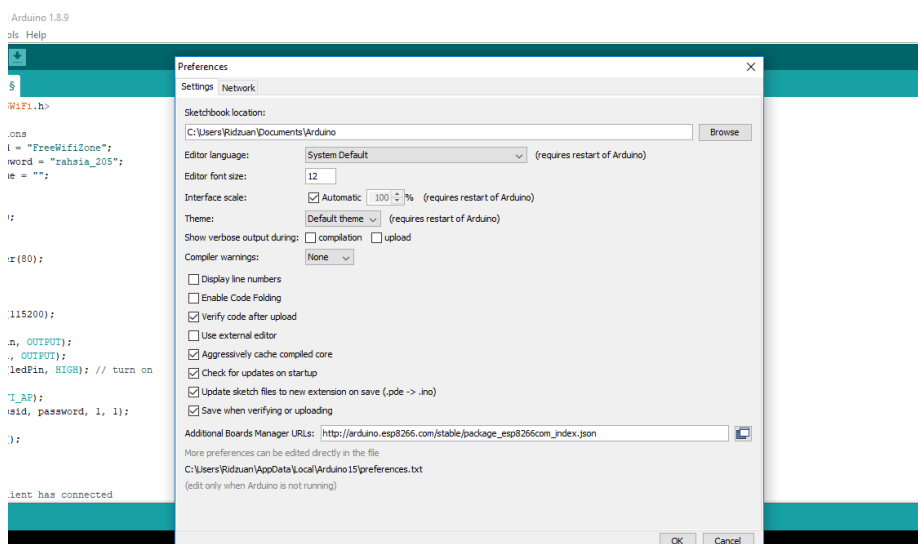 Arduino 1.8.9
ols Help
§
WiFi.h>
ons
= "FreeWifiZone";
sword = "rahsia_205";
ne = "";
);
er(80);
(115200);
in, OUTPUT);
, OUTPUT);
(ledPin, HIGH); // turn on
FI_AP);
ssid, password, 1, 1);
();
lient has connected
Preferences
Settings Network
Sketchbook location:
C:\Users\Ridzuan\Documents\Arduino Browse
Editor language: System Default (requires restart of Arduino)
Editor font size: 12
Interface scale: Automatic 100 % (requires restart of Arduino)
Theme: Default theme (requires restart of Arduino)
Show verbose output during: compilation upload
Compiler warnings: None
Display line numbers
Enable Code Folding
Verify code after upload
Use external editor
Aggressively cache compiled core
Check for updates on startup
Update sketch files to new extension on save (.pde -> .ino)
Save when verifying or uploading
Additional Boards Manager URLs: http://arduino.esp8266.com/stable/package_esp8266com_index.json
More preferences can be edited directly in the file
C:\Users\Ridzuan\AppData\Local\Arduino15\preferences.txt
(edit only when Arduino is not running)
OK Cancel